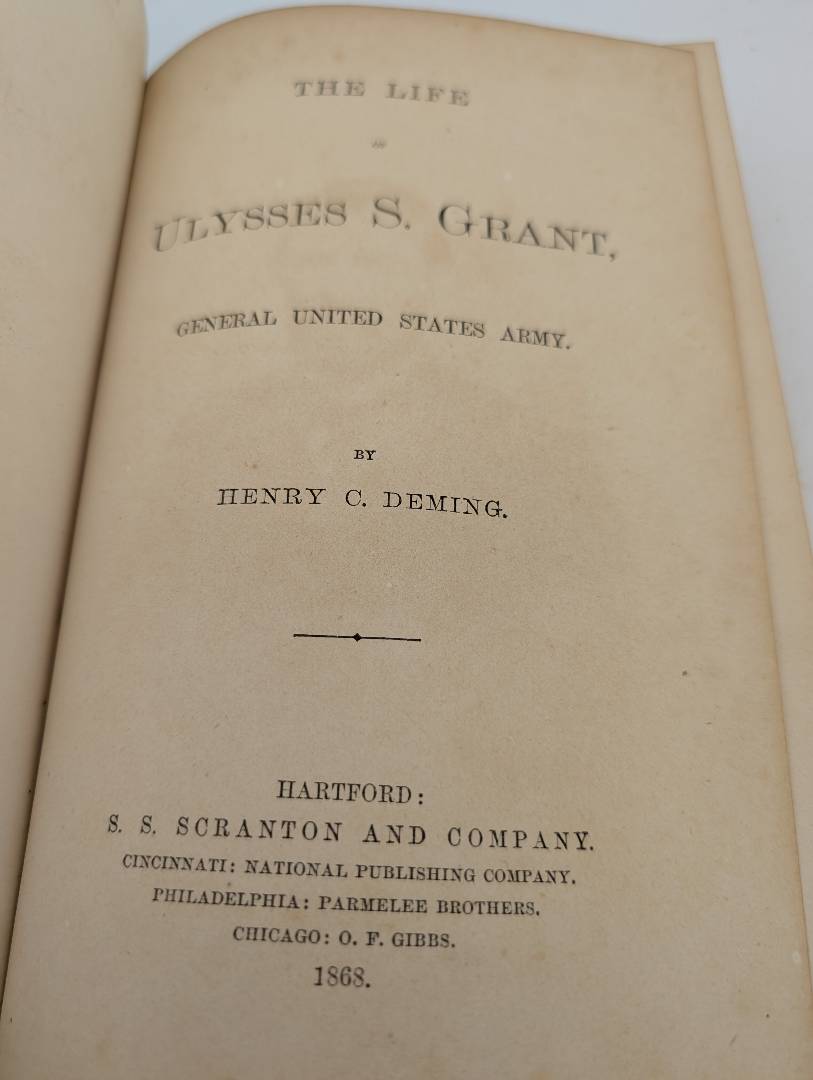 THE LIFE
OF
ULYSSES S. GRANT,
GENERAL UNITED STATES ARMY.
BY
HENRY C. DEMING.
HARTFORD:
S. S. SCRANTON AND COMPANY.
CINCINNATI: NATIONAL PUBLISHING COMPANY.
PHILADELPHIA: PARMELEE BROTHERS.
CHICAGO: O. F. GIBBS.
1868.